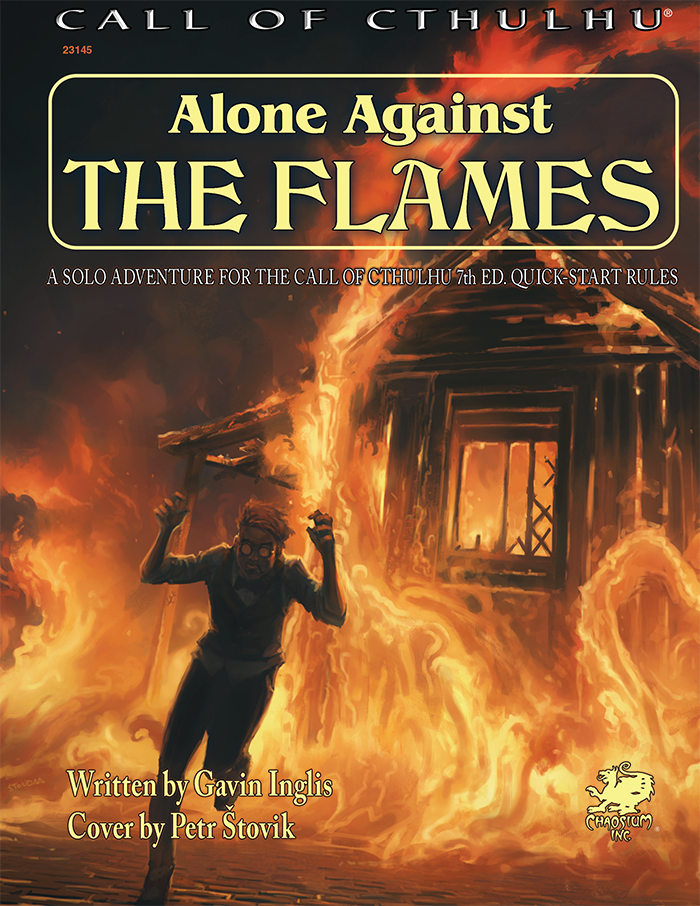 CALL OF CTHULHU®
23145
Alone Against
THE FLAMES
A SOLO ADVENTURE FOR THE CALL OF CTHULHU 7th ED. QUICK-START RULES
Written by Gavin Inglis
Cover by Petr Štovik
CHAOSIUM
INC.